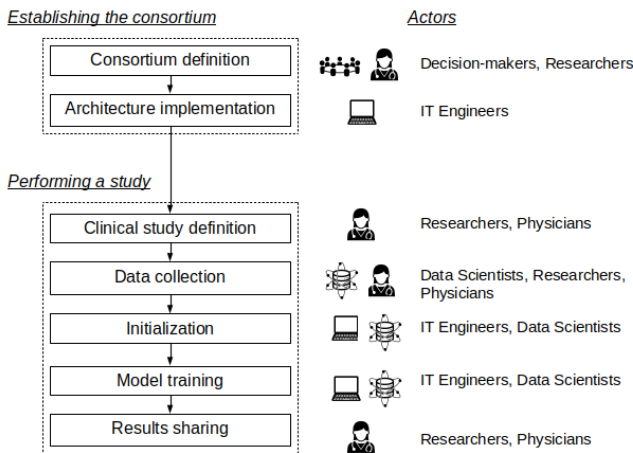 Establishing the consortium
Actors
Consortium definition
Decision-makers, Researchers
Architecture implementation
IT Engineers
Performing a study
Clinical study definition
Researchers, Physicians
Data collection
Data Scientists, Researchers,
Physicians
Initialization
IT Engineers, Data Scientists
Model training
IT Engineers, Data Scientists
Results sharing
Researchers, Physicians